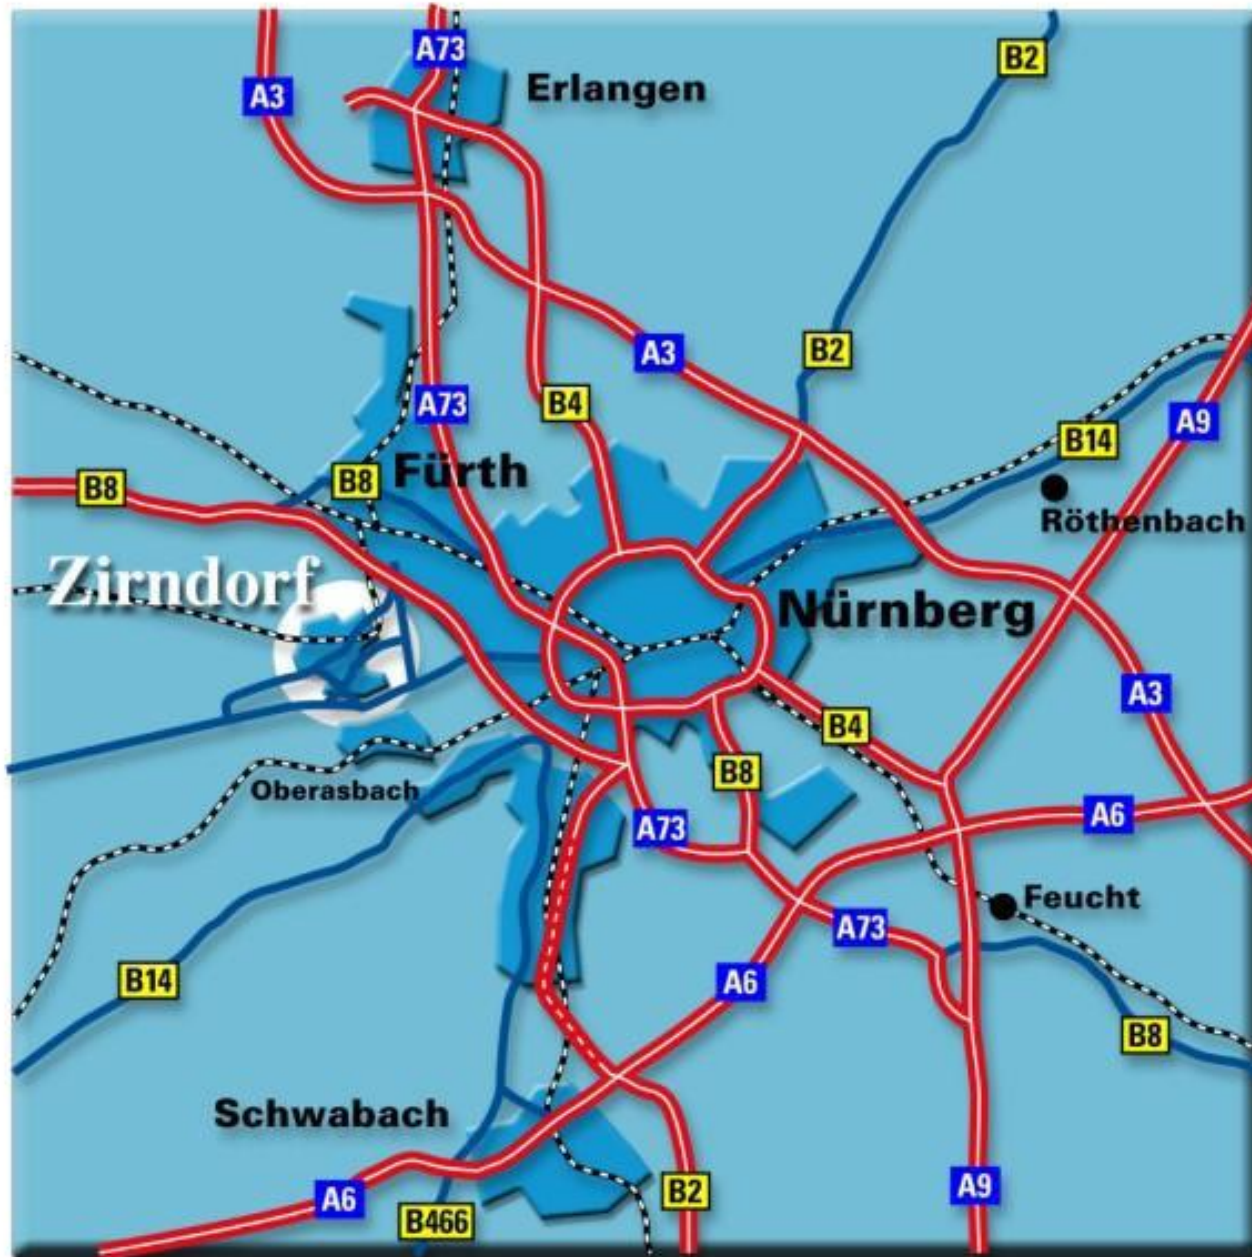 A73
B2
A3
Erlangen
B2
A3
A73
B4
A9
B14
Fürth
B8
B8
Röthenbach
Zirndorf
Nürnberg
A3
B4
B8
Oberasbach
A6
A73
Feucht
A73
B14
A6
B8
Schwabach
A6
B2
A9
B466